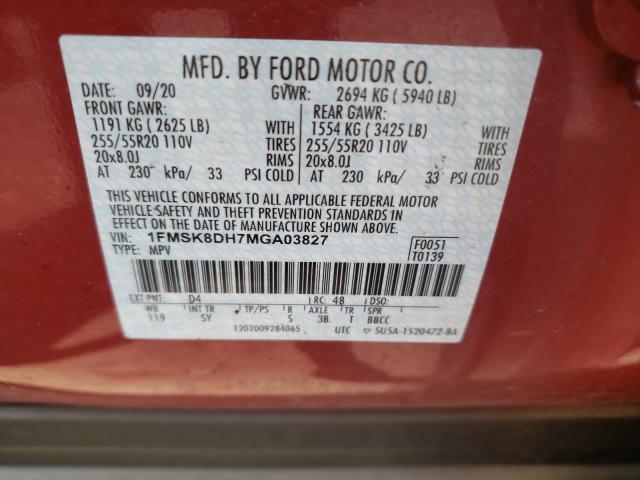 MFD. BY FORD MOTOR CO.
DATE: 09/20 GVWR: 2694 KG ( 5940 LB)
FRONT GAWR: REAR GAWR:
1191 KG ( 2625 LB) WITH 1554 KG ( 3425 LB) WITH
255/55R20 110V TIRES 255/55R20 110V TIRES
20x8.0J RIMS 20x8.0J RIMS
AT 230 kPa/ 33 PSI COLD AT 230 kPa/ 33 PSI COLD
THIS VEHICLE CONFORMS TO ALL APPLICABLE FEDERAL MOTOR
VEHICLE SAFETY AND THEFT PREVENTION STANDARDS IN
EFFECT ON THE DATE OF MANUFACTURE SHOWN ABOVE.
VIN: 1FMSK8DH7MGA03827 F0051
TYPE: MPV T0139
EXT PNT: D4 RC: 48 DSO:
WB INT TR TP/PS R AXLE TR SPR
119 SY S 3B T BBCC
1202009284065 UTC 5U5A-1520472-BA